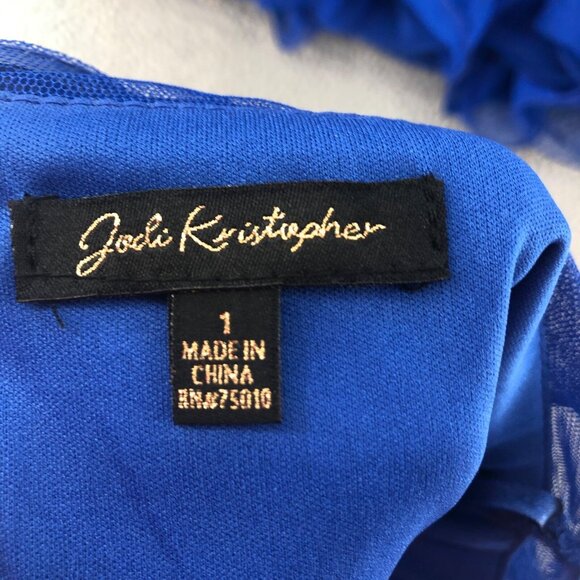 Jodi Kristopher
1
MADE IN
CHINA
RN#75010